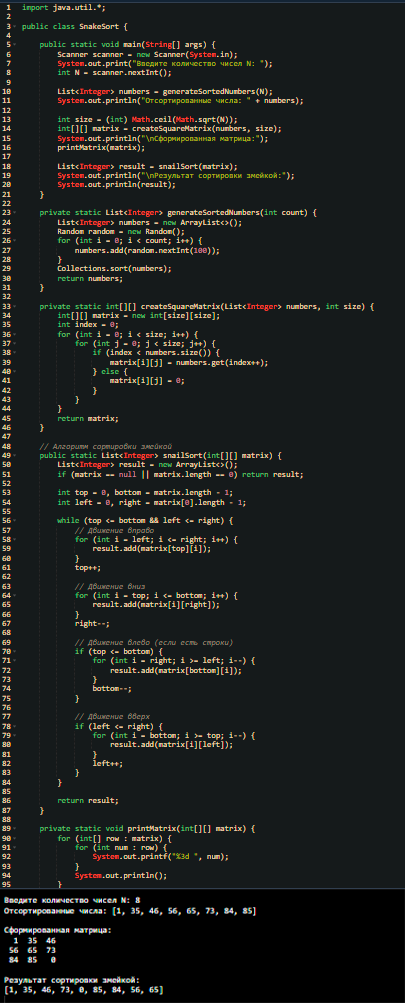 1 import java.util.*;
2
3 public class SnakeSort {
4
5     public static void main(String[] args) {
6         Scanner scanner = new Scanner(System.in);
7         System.out.print("Введите количество чисел N: ");
8         int N = scanner.nextInt();
9
10         List<Integer> numbers = generateSortedNumbers(N);
11         System.out.println("Отсортированные числа: " + numbers);
12
13         int size = (int) Math.ceil(Math.sqrt(N));
14         int[][] matrix = createSquareMatrix(numbers, size);
15         System.out.println("\nСформированная матрица:");
16         printMatrix(matrix);
17
18         List<Integer> result = snailSort(matrix);
19         System.out.println("\nРезультат сортировки змейкой:");
20         System.out.println(result);
21     }
22
23     private static List<Integer> generateSortedNumbers(int count) {
24         List<Integer> numbers = new ArrayList<>();
25         Random random = new Random();
26         for (int i = 0; i < count; i++) {
27             numbers.add(random.nextInt(100));
28         }
29         Collections.sort(numbers);
30         return numbers;
31     }
32
33     private static int[][] createSquareMatrix(List<Integer> numbers, int size) {
34         int[][] matrix = new int[size][size];
35         int index = 0;
36         for (int i = 0; i < size; i++) {
37             for (int j = 0; j < size; j++) {
38                 if (index < numbers.size()) {
39                     matrix[i][j] = numbers.get(index++);
40                 } else {
41                     matrix[i][j] = 0;
42                 }
43             }
44         }
45         return matrix;
46     }
47
48     // Алгоритм сортировки змейкой
49     public static List<Integer> snailSort(int[][] matrix) {
50         List<Integer> result = new ArrayList<>();
51         if (matrix == null || matrix.length == 0) return result;
52
53         int top = 0, bottom = matrix.length - 1;
54         int left = 0, right = matrix[0].length - 1;
55
56         while (top <= bottom && left <= right) {
57             // Движение вправо
58             for (int i = left; i <= right; i++) {
59                 result.add(matrix[top][i]);
60             }
61             top++;
62
63             // Движение вниз
64             for (int i = top; i <= bottom; i++) {
65                 result.add(matrix[i][right]);
66             }
67             right--;
68
69             // Движение влево (если есть строки)
70             if (top <= bottom) {
71                 for (int i = right; i >= left; i--) {
72                     result.add(matrix[bottom][i]);
73                 }
74                 bottom--;
75             }
76
77             // Движение вверх
78             if (left <= right) {
79                 for (int i = bottom; i >= top; i--) {
80                     result.add(matrix[i][left]);
81                 }
82                 left++;
83             }
84         }
85
86         return result;
87     }
88
89     private static void printMatrix(int[][] matrix) {
90         for (int[] row : matrix) {
91             for (int num : row) {
92                 System.out.printf("%3d ", num);
93             }
94             System.out.println();
95         }
Введите количество чисел N: 8
Отсортированные числа: [1, 35, 46, 56, 65, 73, 84, 85]

Сформированная матрица:
  1  35  46
 56  65  73
 84  85   0

Результат сортировки змейкой:
[1, 35, 46, 73, 0, 85, 84, 56, 65]